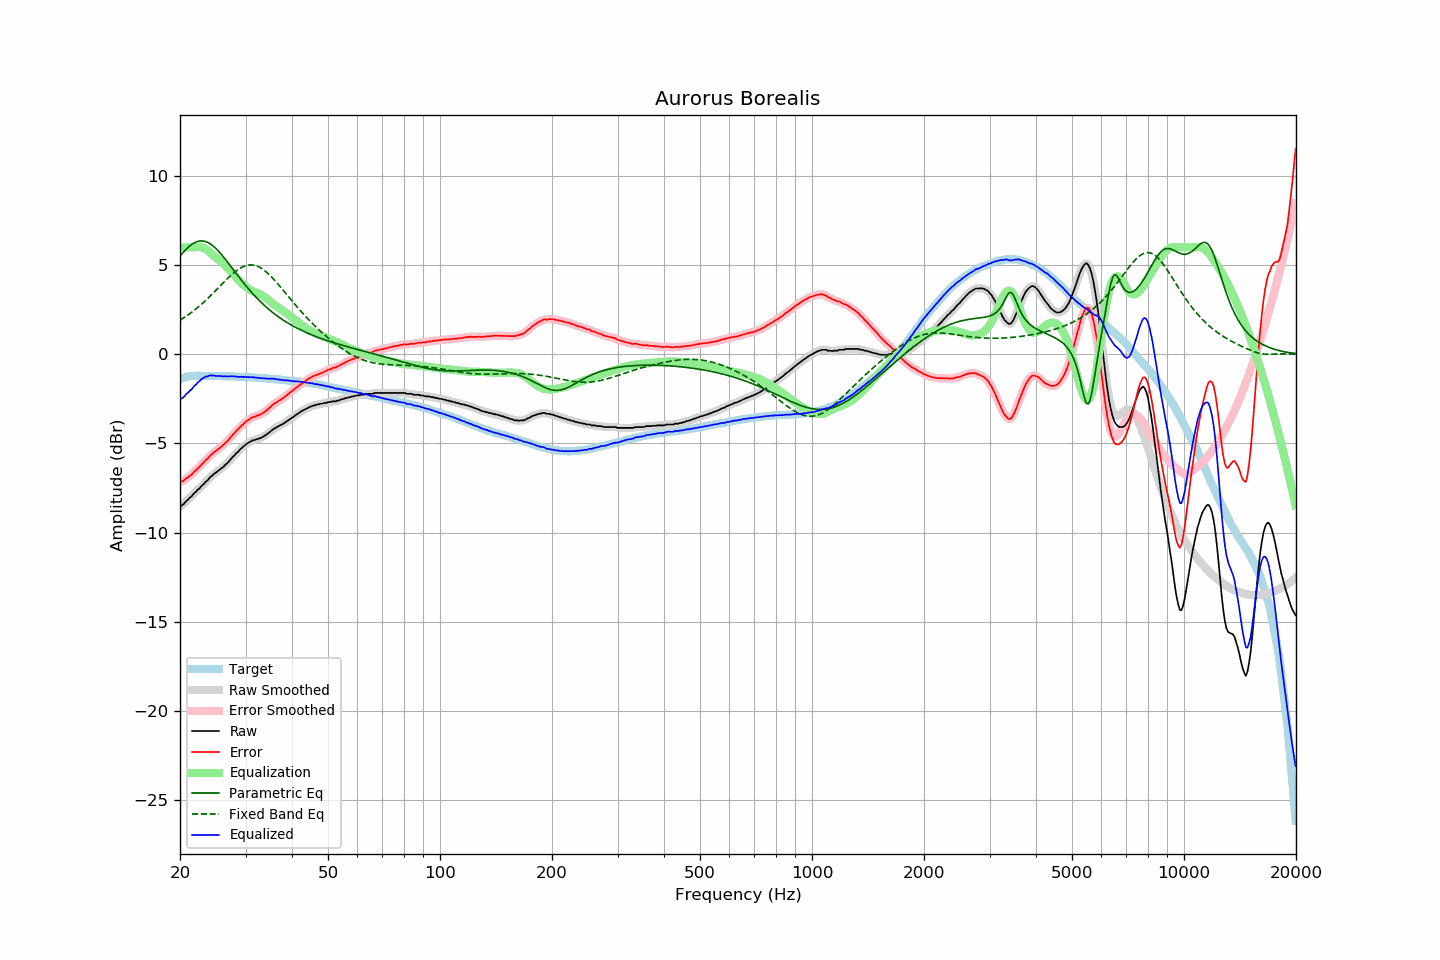 Aurorus Borealis
Amplitude (dBr)
10
5
0
−5
−10
−15
−20
−25
Target
Raw Smoothed
Error Smoothed
Raw
Error
Equalization
Parametric Eq
Fixed Band Eq
Equalized
20 50 100 200 500 1000 2000 5000 10000 20000
Frequency (Hz)